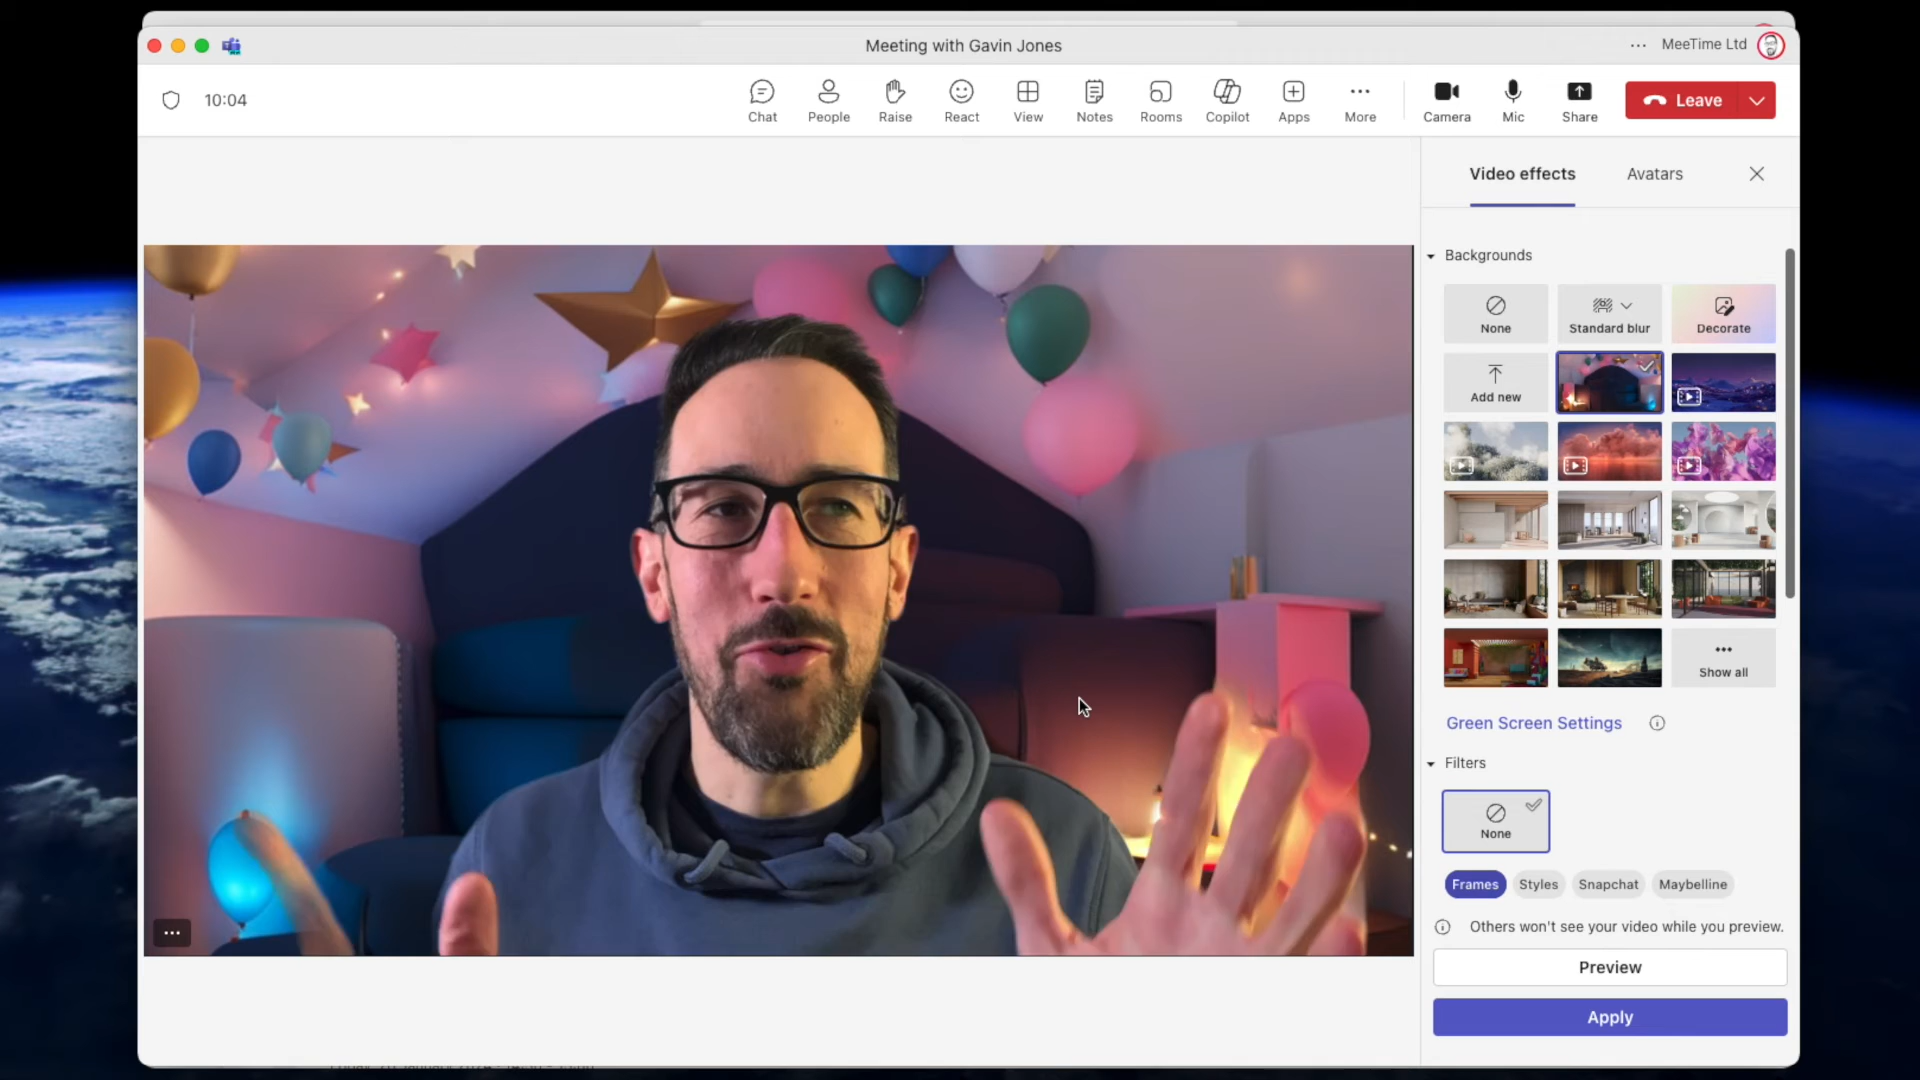 Meeting with Gavin Jones
MeeTime Ltd
10:04
Chat
People
Raise
React
View
Notes
Rooms
Copilot
Apps
More
Camera
Mic
Share
Leave
Video effects
Avatars
Backgrounds
None
Standard blur
Decorate
Add new
Show all
Green Screen Settings
Filters
None
Frames
Styles
Snapchat
Maybelline
Others won't see your video while you preview.
Preview
Apply